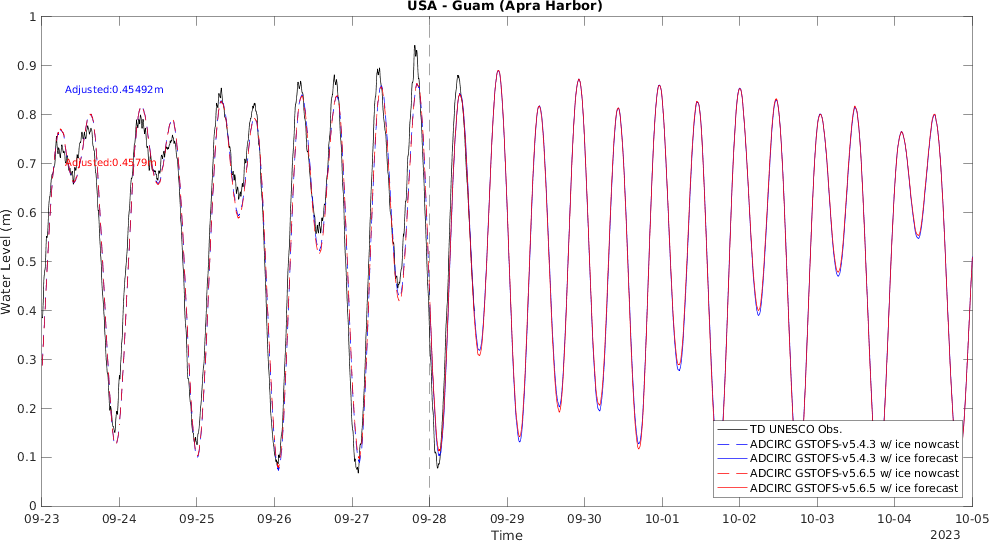 USA - Guam (Apra Harbor)
1
0.9
0.8
0.7
0.6
0.5
0.4
0.3
0.2
0.1
0
Water Level (m)
Adjusted:0.45492m
Adjusted:0.4579m
TD UNESCO Obs.
ADCIRC GSTOFS-v5.4.3 w/ ice nowcast
ADCIRC GSTOFS-v5.4.3 w/ ice forecast
ADCIRC GSTOFS-v5.6.5 w/ ice nowcast
ADCIRC GSTOFS-v5.6.5 w/ ice forecast
09-23 09-24 09-25 09-26 09-27 09-28 09-29 09-30 10-01 10-02 10-03 10-04 10-05
Time
2023